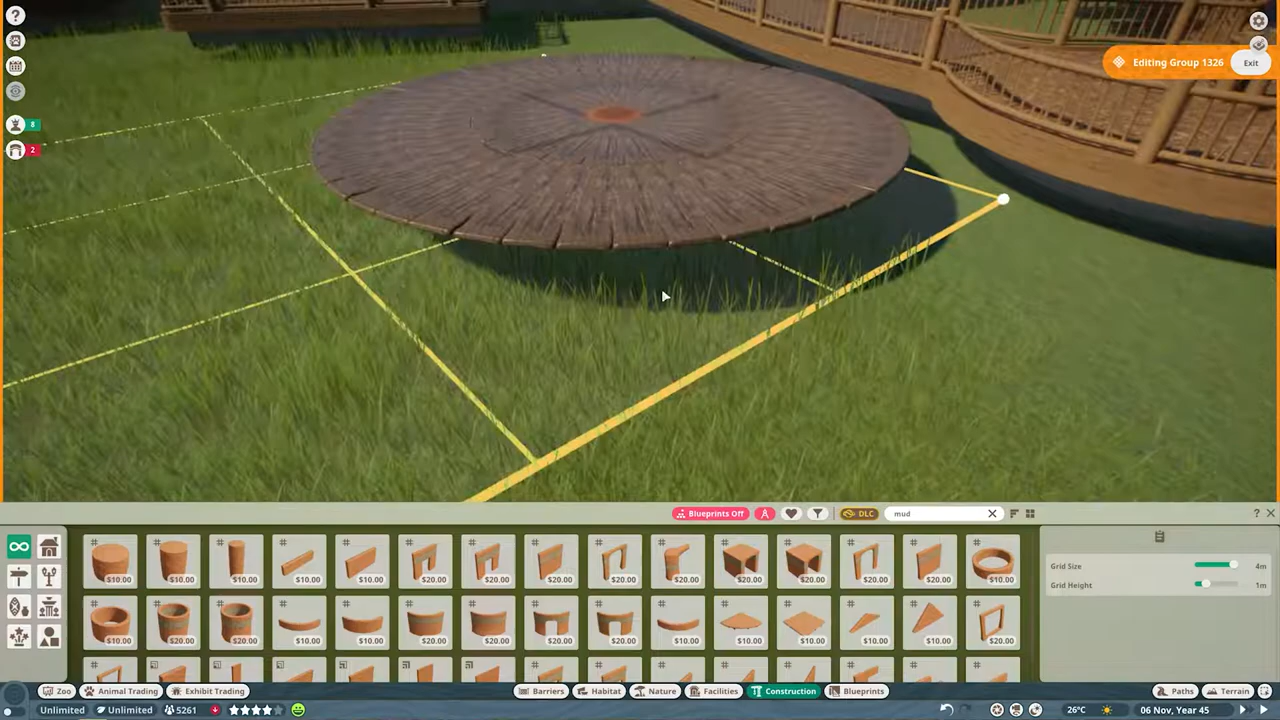 ?
Editing Group 1326 Exit
8
2
Blueprints Off DLC mud ?
$10.00 $10.00 $10.00 $10.00 $10.00 $20.00 $20.00 $20.00 $20.00 $20.00 $20.00 $20.00 $20.00 $20.00 $10.00
Grid Size 4m
Grid Height 1m
$10.00 $20.00 $20.00 $10.00 $10.00 $20.00 $20.00 $20.00 $20.00 $10.00 $10.00 $10.00 $10.00 $10.00 $20.00
Zoo Animal Trading Exhibit Trading Barriers Habitat Nature Facilities Construction Blueprints Paths Terrain
Unlimited Unlimited 5261 26°C 06 Nov, Year 45